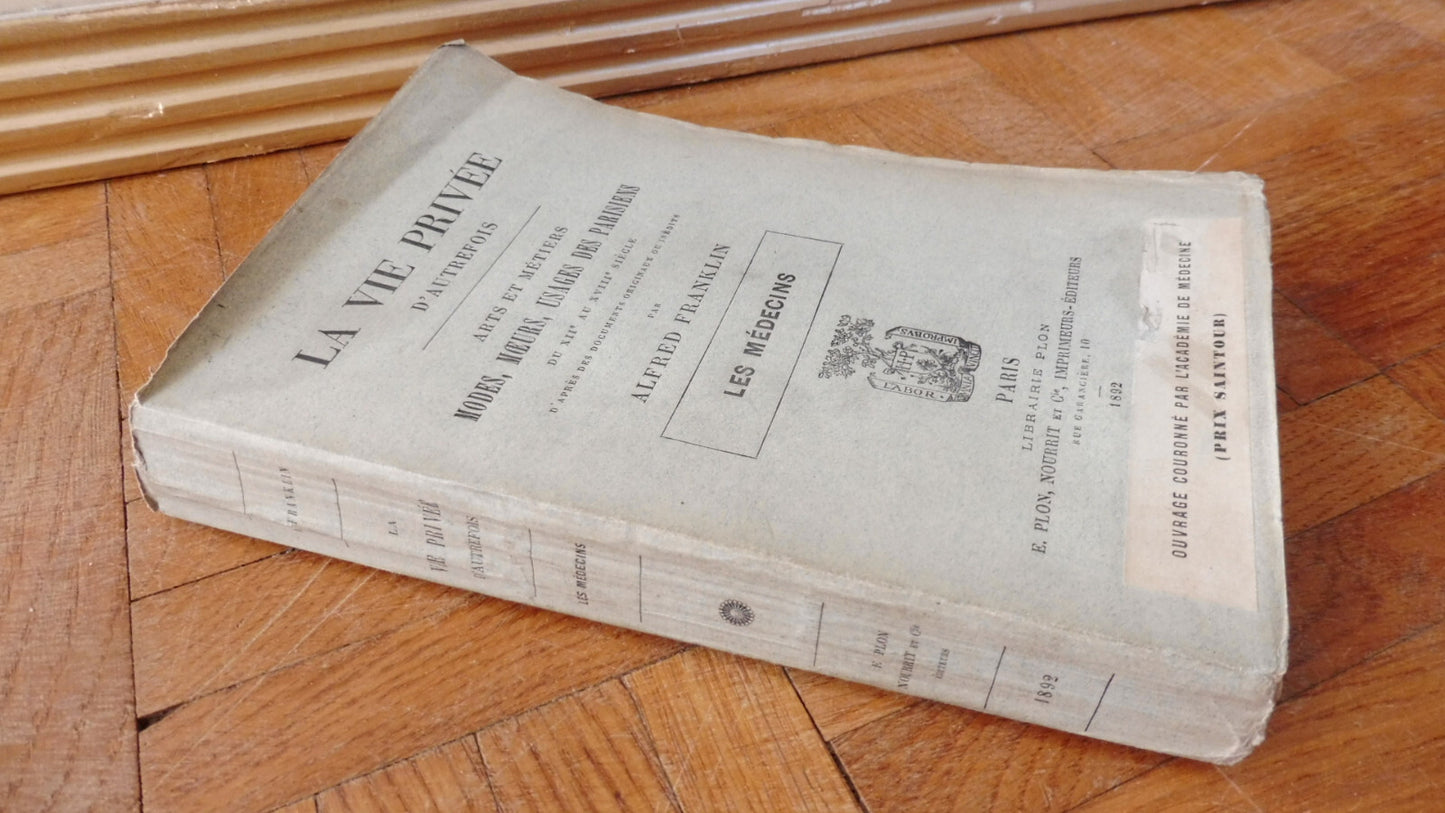 LA VIE PRIVÉE
D'AUTREFOIS
ARTS ET MÉTIERS
MODES, MŒURS, USAGES DES PARISIENS
DU XIIᵉ AU XVIIIᵉ SIÈCLE
D'APRÈS DES DOCUMENTS ORIGINAUX OU INÉDITS
PAR
ALFRED FRANKLIN
LES MÉDECINS
IMPROBVS
H·P
LABOR
PARIS
LIBRAIRIE PLON
E. PLON, NOURRIT ET Cⁱᵉ, IMPRIMEURS-ÉDITEURS
RUE GARANCIÈRE, 10
1892
OUVRAGE COURONNÉ PAR L'ACADÉMIE DE MÉDECINE
(PRIX SAINTOUR)
FRANKLIN
LA
VIE PRIVÉE
D'AUTREFOIS
LES MÉDECINS
E. PLON
NOURRIT ET Cⁱᵉ
ÉDITEURS
1892